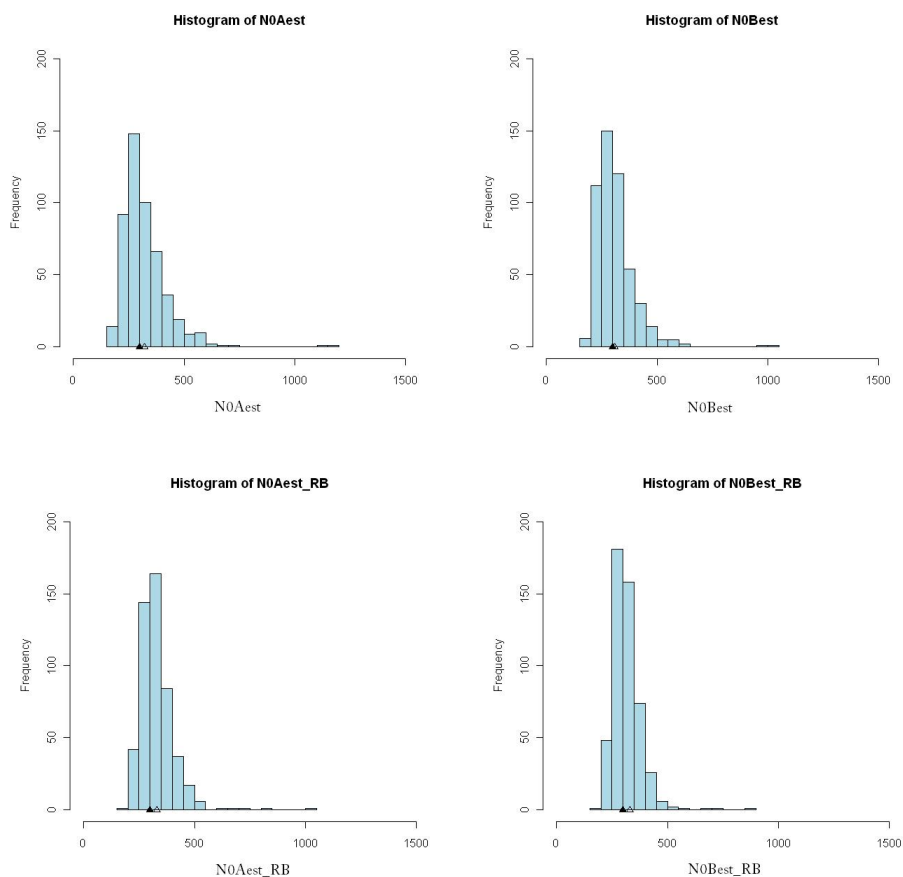 Histogram of N0Aest
Frequency
0 50 100 150 200
0 500 1000 1500
N0Aest
Histogram of N0Best
Frequency
0 50 100 150 200
0 500 1000 1500
N0Best
Histogram of N0Aest_RB
Frequency
0 50 100 150 200
0 500 1000 1500
N0Aest_RB
Histogram of N0Best_RB
Frequency
0 50 100 150 200
0 500 1000 1500
N0Best_RB